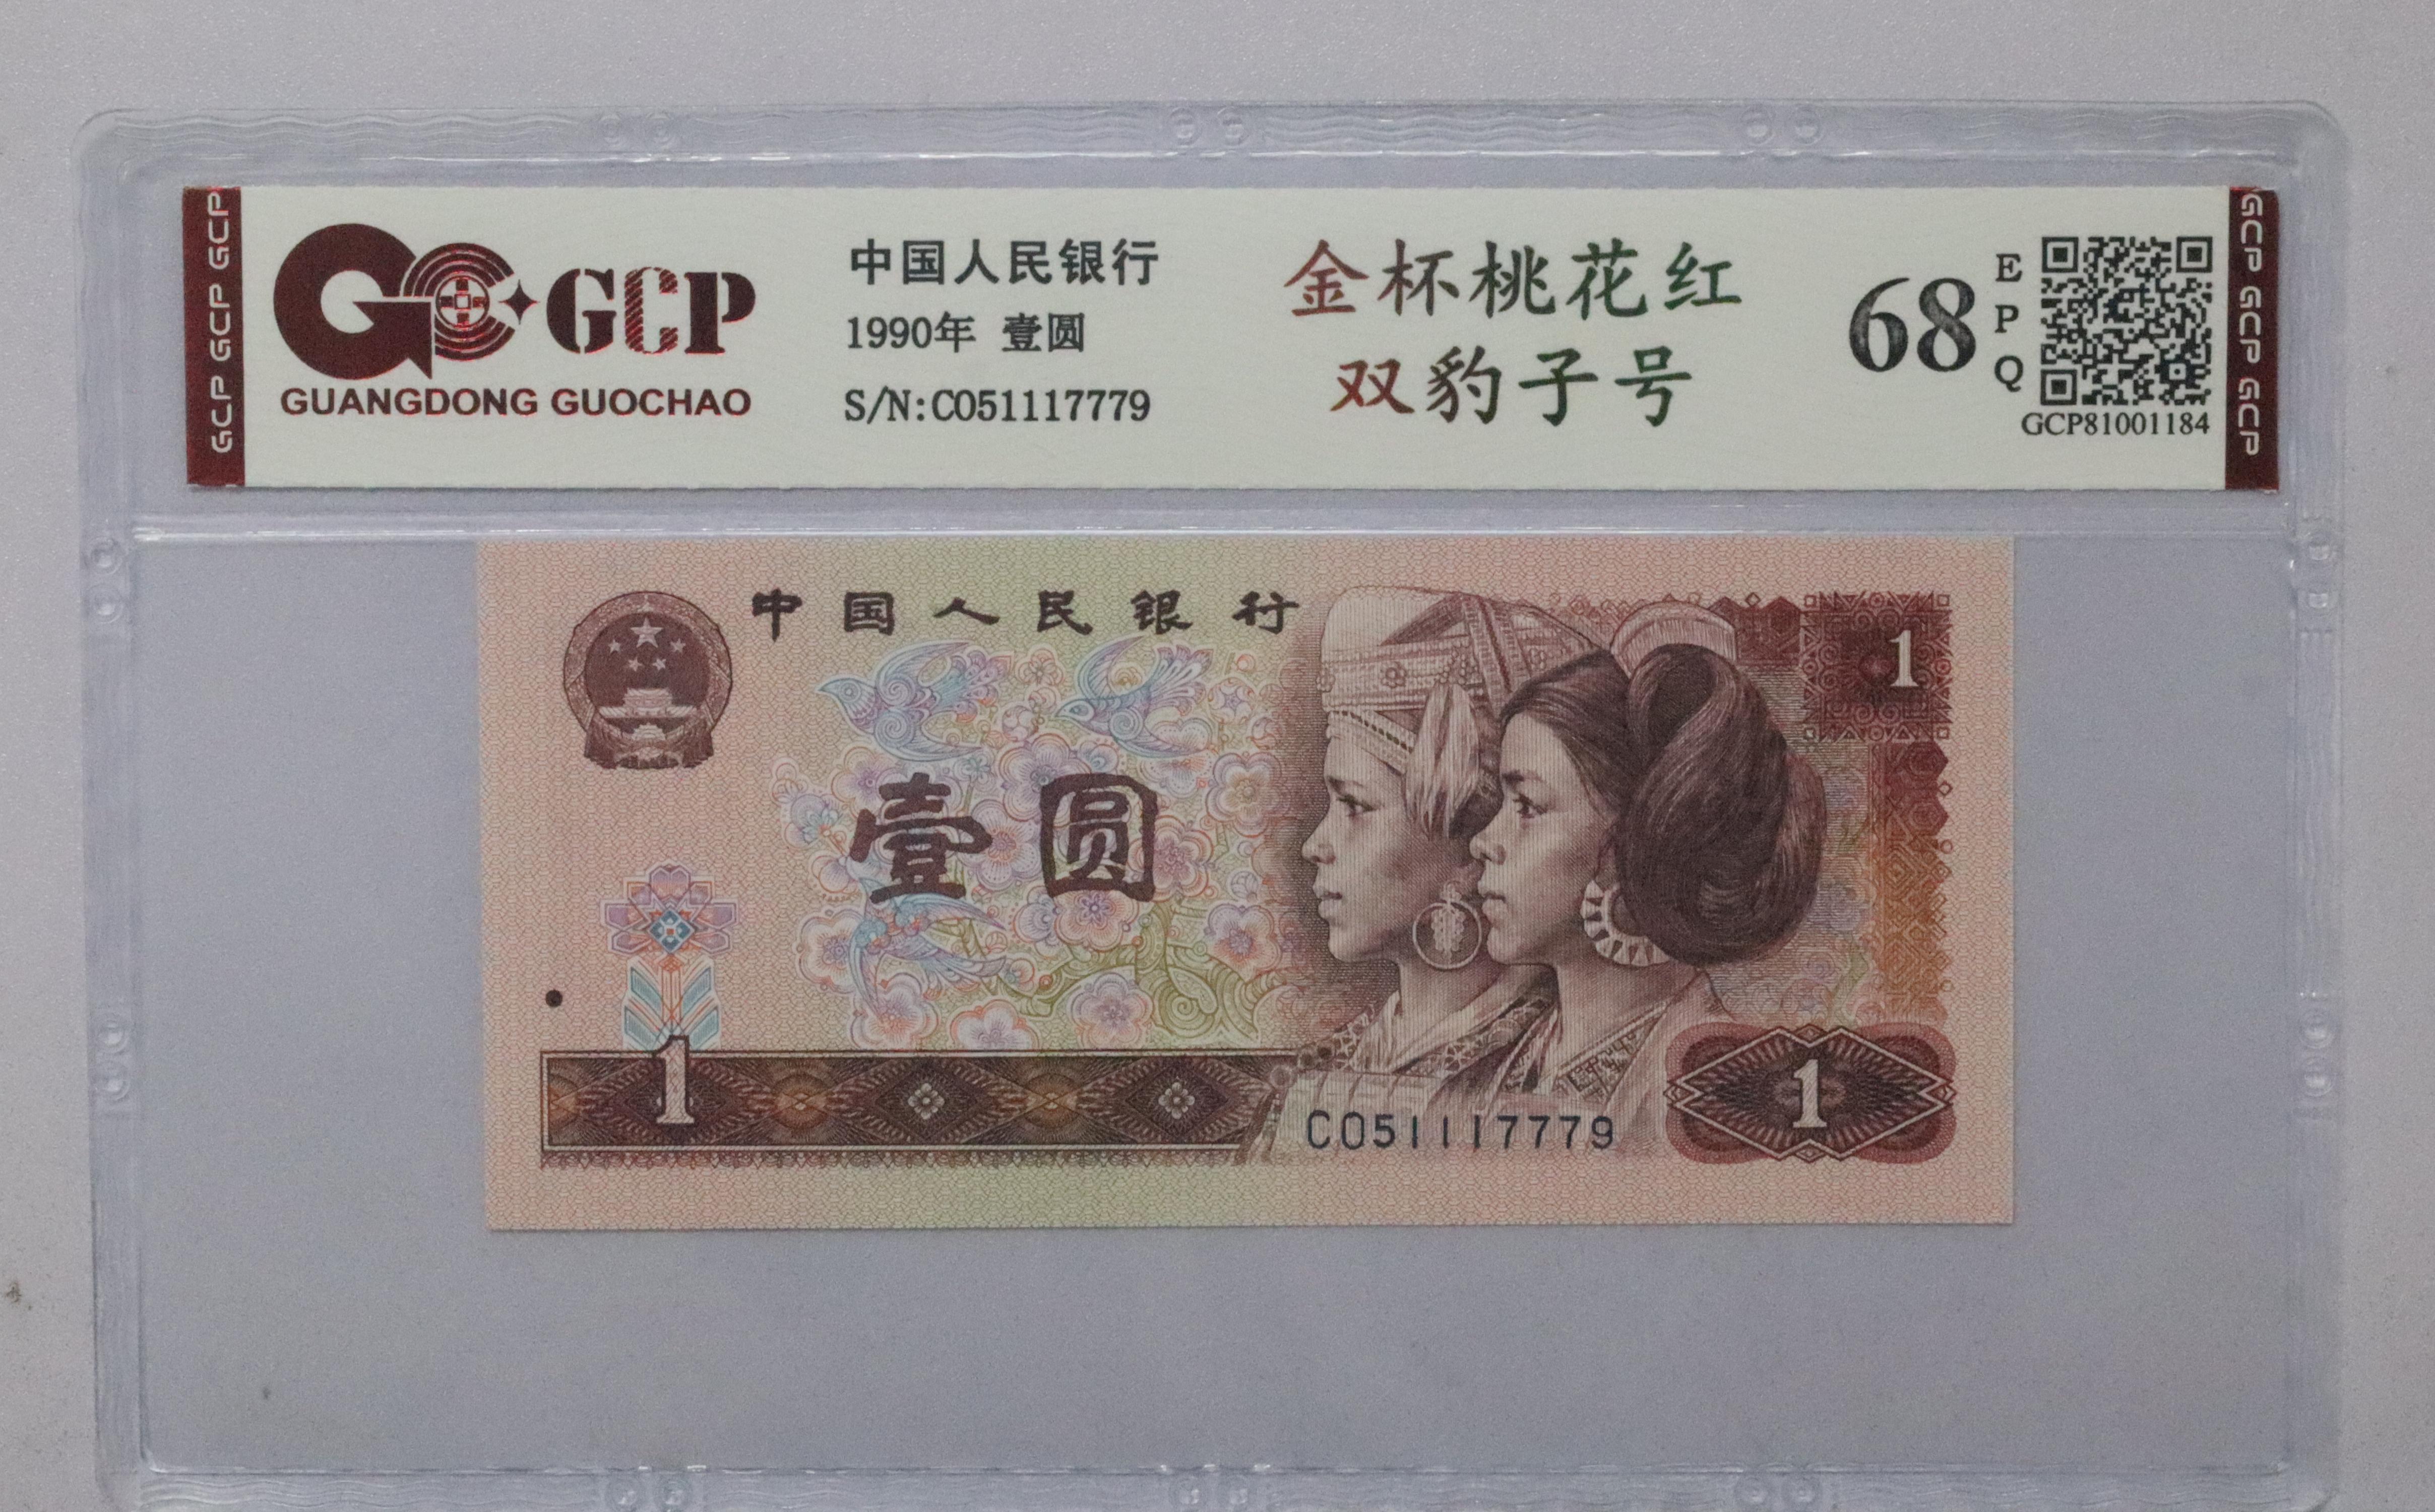 GCP GCP GCP
GCP
GUANGDONG GUOCHAO
中国人民银行
1990年 壹圆
S/N:C051117779
金杯桃花红
双豹子号
68
EPQ
GCP81001184
GCP GCP GCP
中国人民银行
1
壹圆
1
1
C051117779